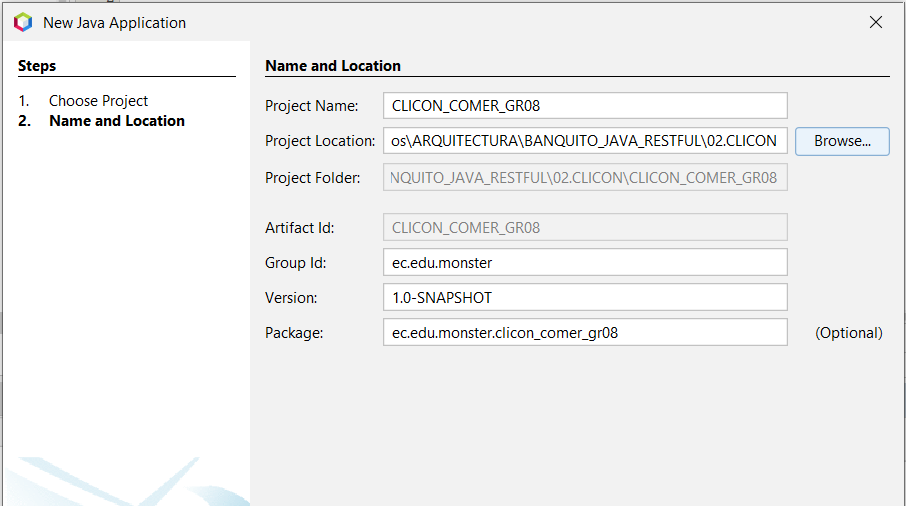 New Java Application
Steps
1. Choose Project
2. Name and Location
Name and Location
Project Name: CLICON_COMER_GR08
Project Location: os\ARQUITECTURA\BANQUITO_JAVA_RESTFUL\02.CLICON Browse...
Project Folder: NQUITO_JAVA_RESTFUL\02.CLICON\CLICON_COMER_GR08
Artifact Id: CLICON_COMER_GR08
Group Id: ec.edu.monster
Version: 1.0-SNAPSHOT
Package: ec.edu.monster.clicon_comer_gr08 (Optional)